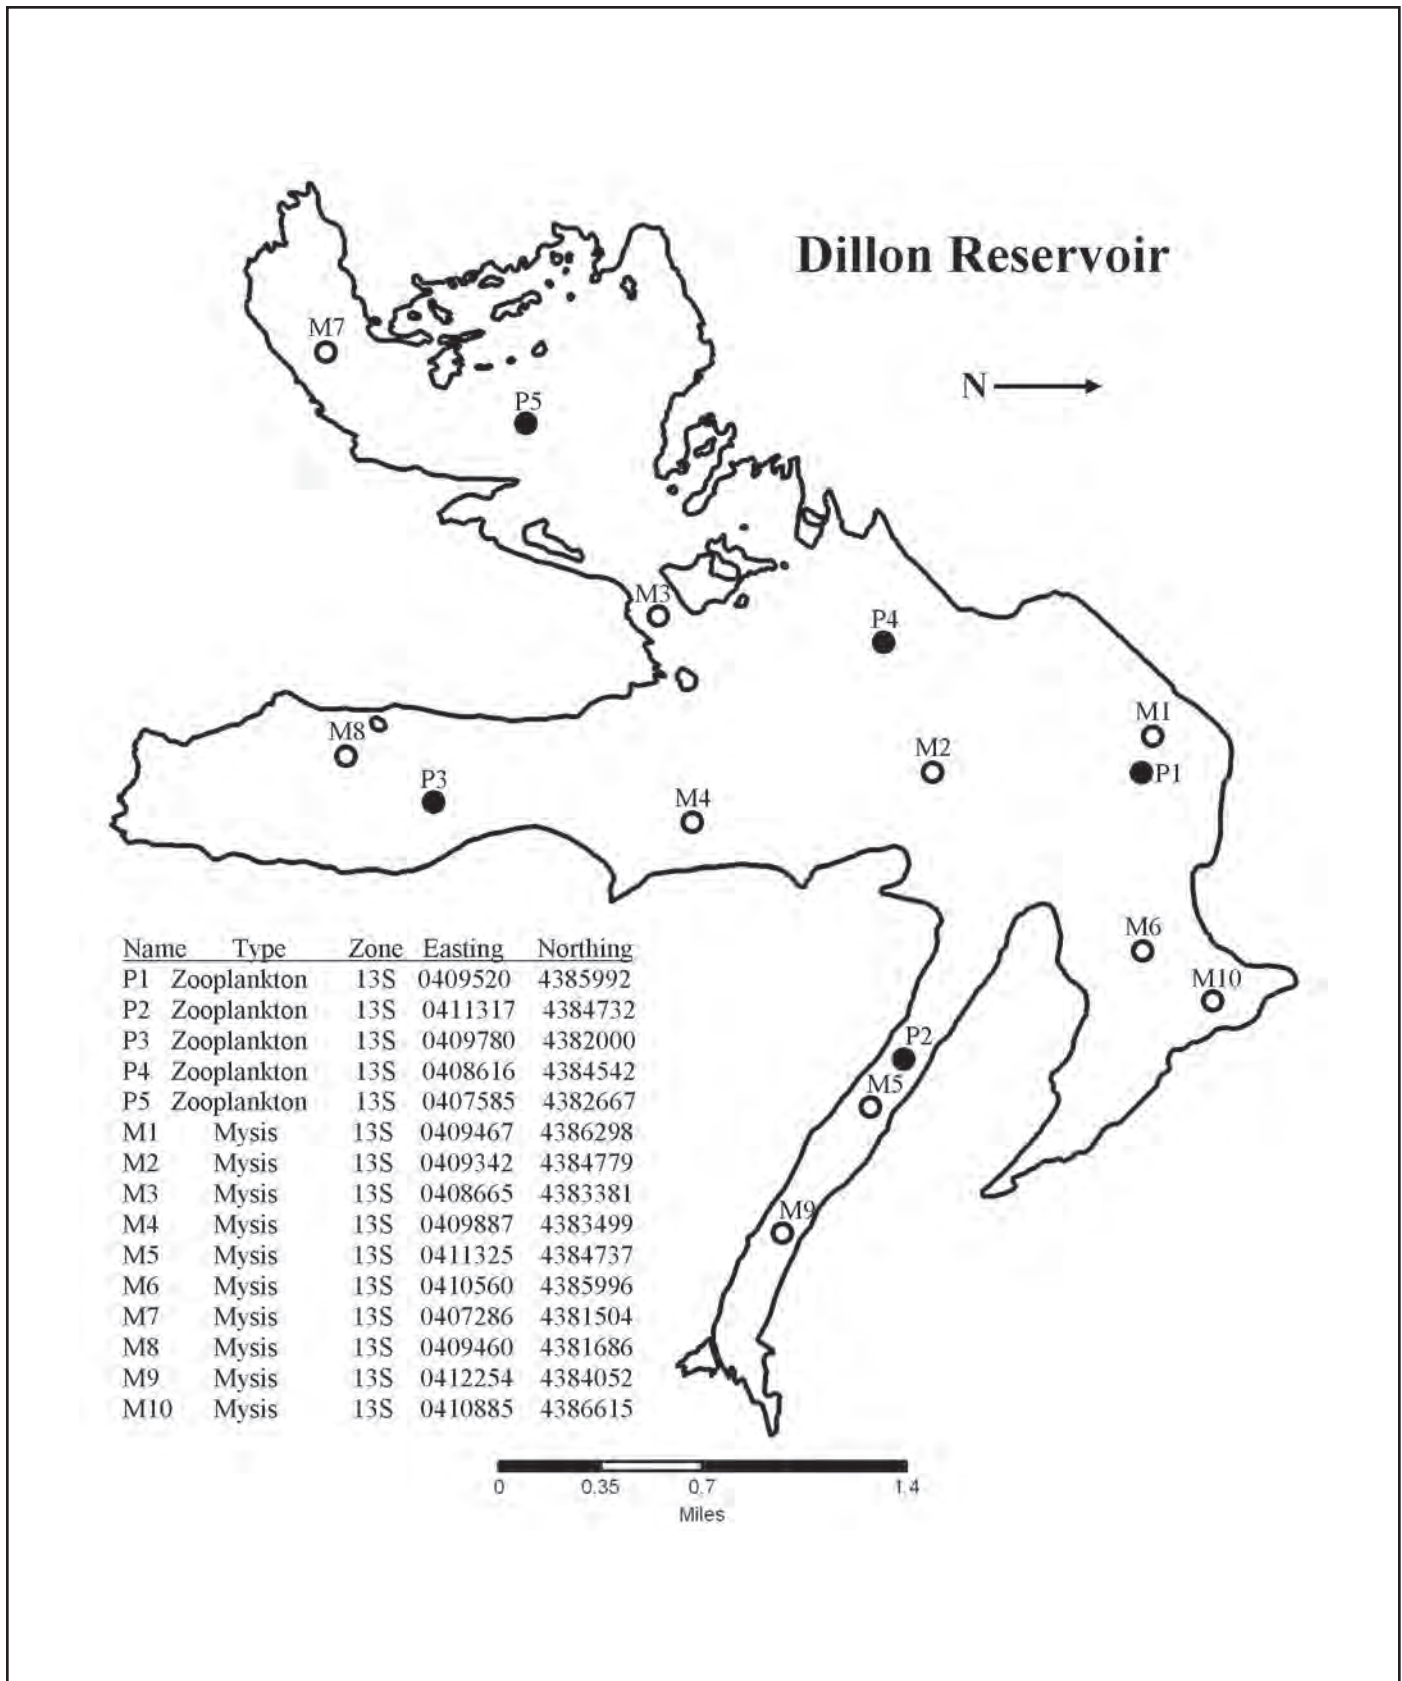 Dillon Reservoir
M7
N
P5
M3
P4
M1
M8
M2
P1
P3
M4
M6
M10
P2
M5
M9
Name Type Zone Easting Northing
P1 Zooplankton 13S 0409520 4385992
P2 Zooplankton 13S 0411317 4384732
P3 Zooplankton 13S 0409780 4382000
P4 Zooplankton 13S 0408616 4384542
P5 Zooplankton 13S 0407585 4382667
M1 Mysis 13S 0409467 4386298
M2 Mysis 13S 0409342 4384779
M3 Mysis 13S 0408665 4383381
M4 Mysis 13S 0409887 4383499
M5 Mysis 13S 0411325 4384737
M6 Mysis 13S 0410560 4385996
M7 Mysis 13S 0407286 4381504
M8 Mysis 13S 0409460 4381686
M9 Mysis 13S 0412254 4384052
M10 Mysis 13S 0410885 4386615
0 0.35 0.7 1.4
Miles